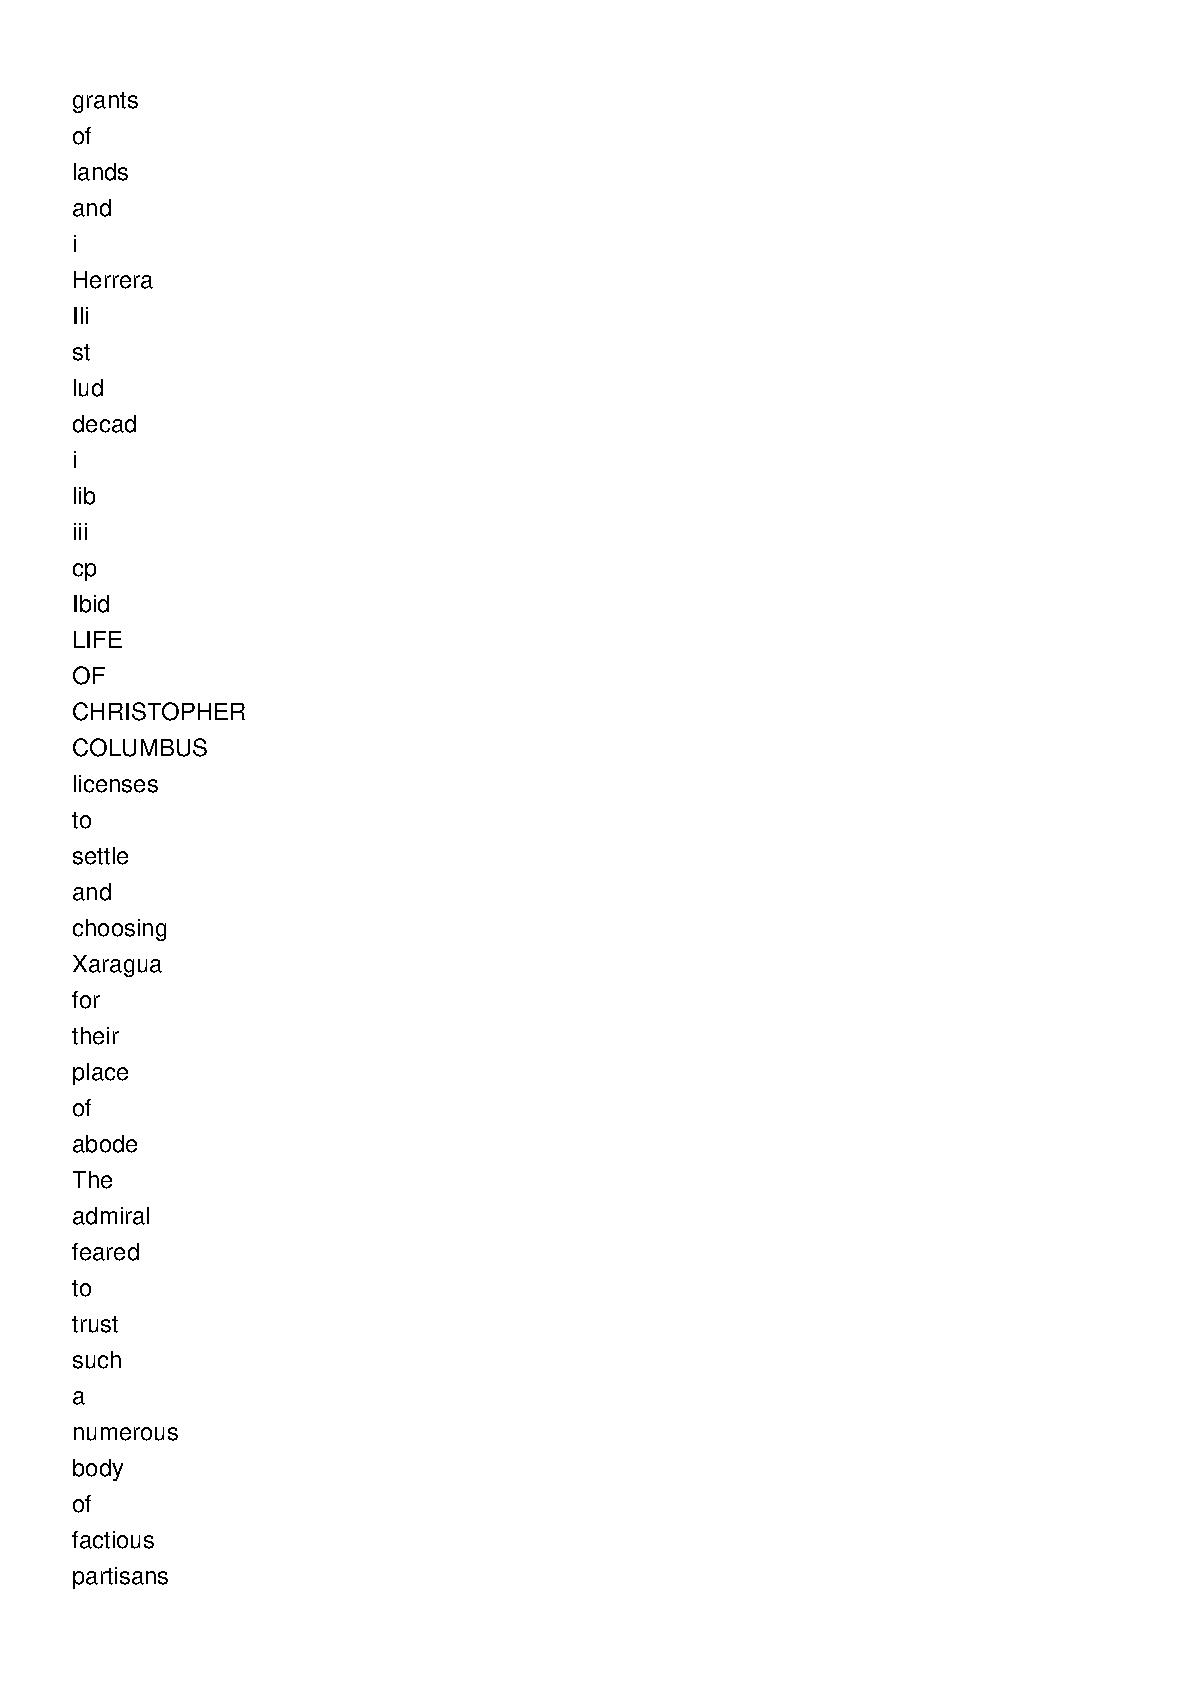 grants
of
lands
and
i
Herrera
Ili
st
lud
decad
i
lib
iii
cp
Ibid
LIFE
OF
CHRISTOPHER
COLUMBUS
licenses
to
settle
and
choosing
Xaragua
for
their
place
of
abode
The
admiral
feared
to
trust
such
a
numerous
body
of
factious
partisans